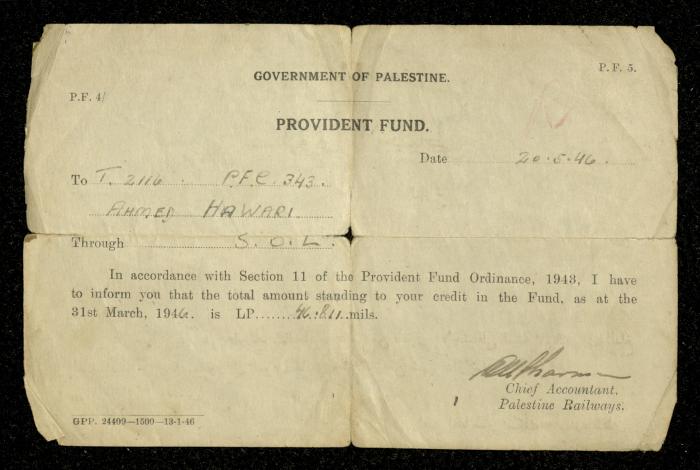 GOVERNMENT OF PALESTINE.
P. F. 5.
P.F. 4/
PROVIDENT FUND.
Date 20.5.46.
To T. 2116. P.F.C. 343.
AHMED HAWARI
Through S. O. L.
In accordance with Section 11 of the Provident Fund Ordinance, 1943, I have
to inform you that the total amount standing to your credit in the Fund, as at the
31st March, 1946. is LP.......46.811.mils.
Chief Accountant.
Palestine Railways.
GPP. 24409—1500—13-1-46